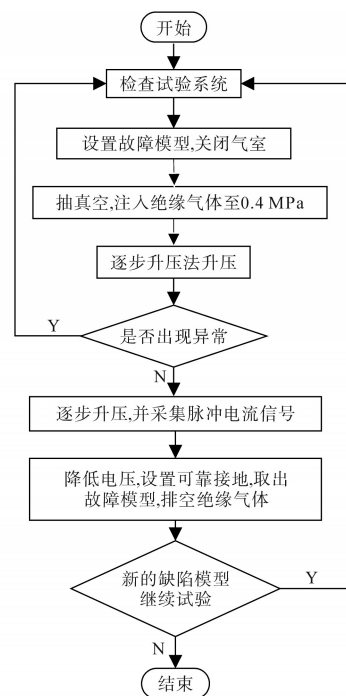 开始
检查试验系统
设置故障模型,关闭气室
抽真空,注入绝缘气体至0.4 MPa
逐步升压法升压
是否出现异常
Y
N
逐步升压,并采集脉冲电流信号
降低电压,设置可靠接地,取出
故障模型,排空绝缘气体
新的缺陷模型
继续试验
Y
N
结束